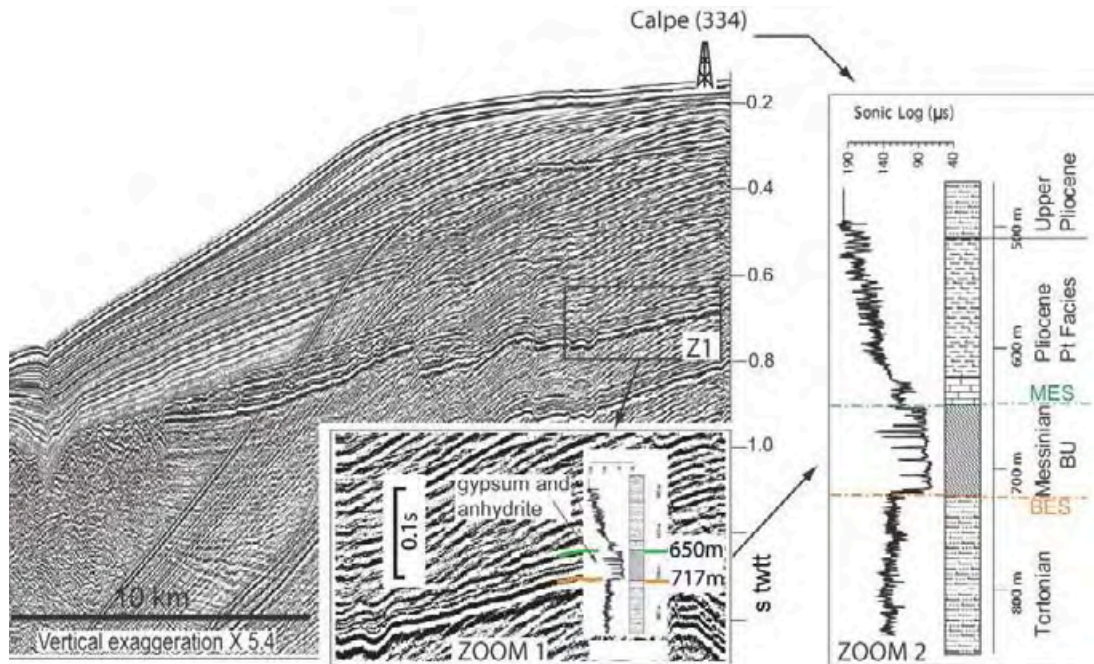 Calpe (334)
0.2
0.4
0.6
Z1
0.8
1.0
s twtt
10 km
Vertical exaggeration X 5.4
gypsum and
anhydrite
0.1s
650m
717m
ZOOM 1
Sonic Log (µs)
190
140
90
40
Upper
Pliocene
500 m
Pliocene
Pt Facies
600 m
MES
Messinian
BU
700 m
BES
Tortonian
800 m
ZOOM 2